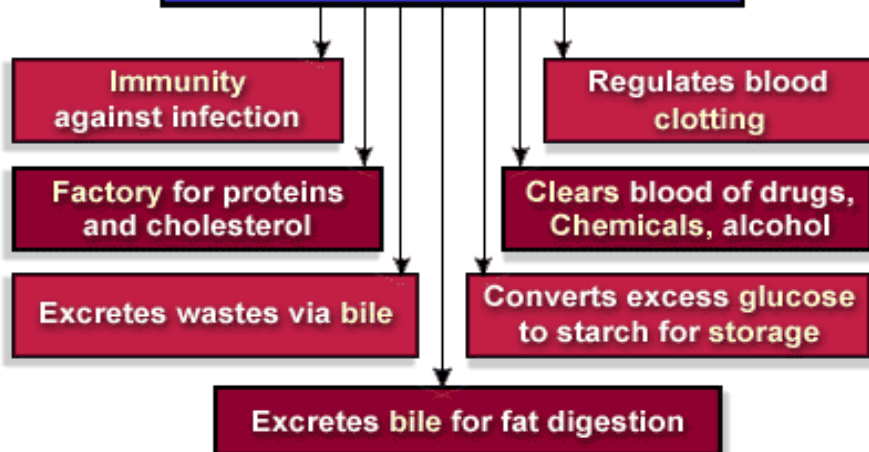 Immunity
against infection
Regulates blood
clotting
Factory for proteins
and cholesterol
Clears blood of drugs,
Chemicals, alcohol
Excretes wastes via bile
Converts excess glucose
to starch for storage
Excretes bile for fat digestion